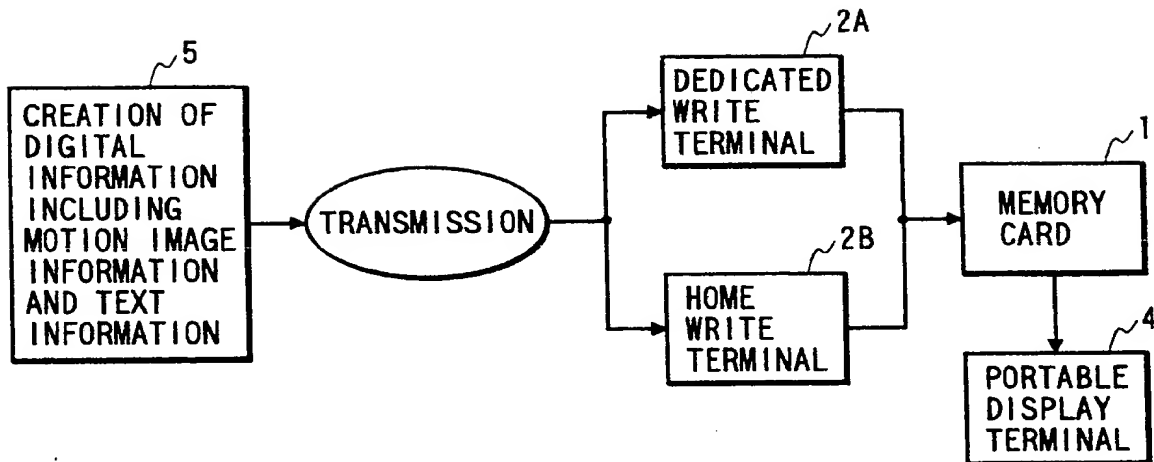 5
CREATION OF
DIGITAL
INFORMATION
INCLUDING
MOTION IMAGE
INFORMATION
AND TEXT
INFORMATION
TRANSMISSION
2A
DEDICATED
WRITE
TERMINAL
2B
HOME
WRITE
TERMINAL
1
MEMORY
CARD
4
PORTABLE
DISPLAY
TERMINAL